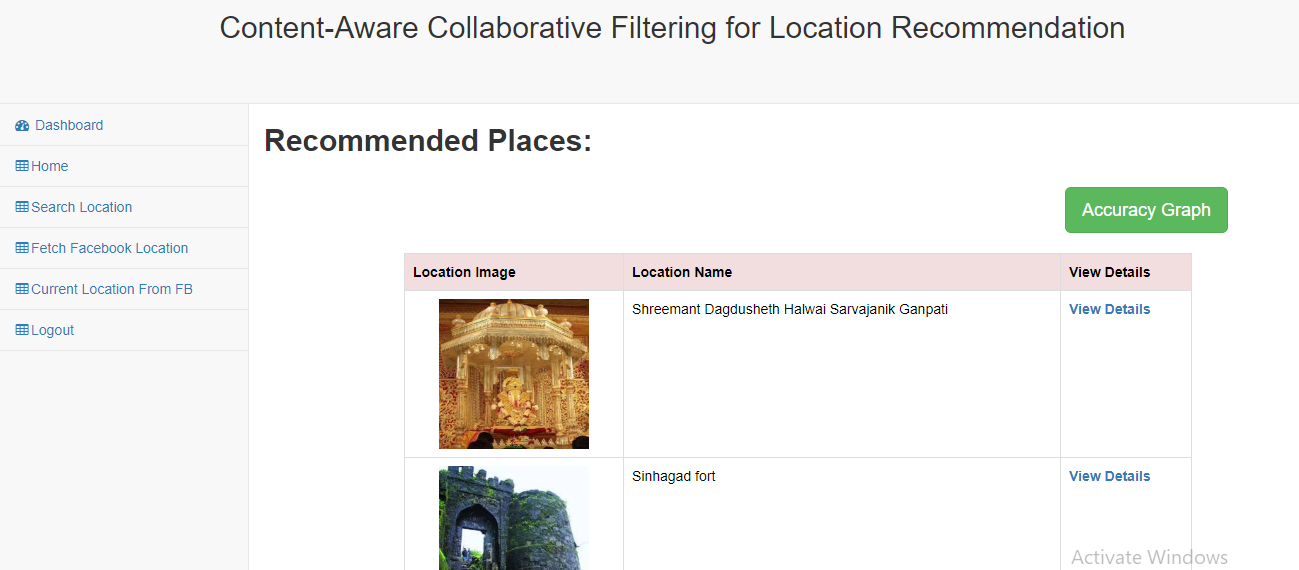 Content-Aware Collaborative Filtering for Location Recommendation
Dashboard
Home
Search Location
Fetch Facebook Location
Current Location From FB
Logout
Recommended Places:
Accuracy Graph
Location Image Location Name View Details
Shreemant Dagdusheth Halwai Sarvajanik Ganpati View Details
Sinhagad fort View Details
Activate Windows